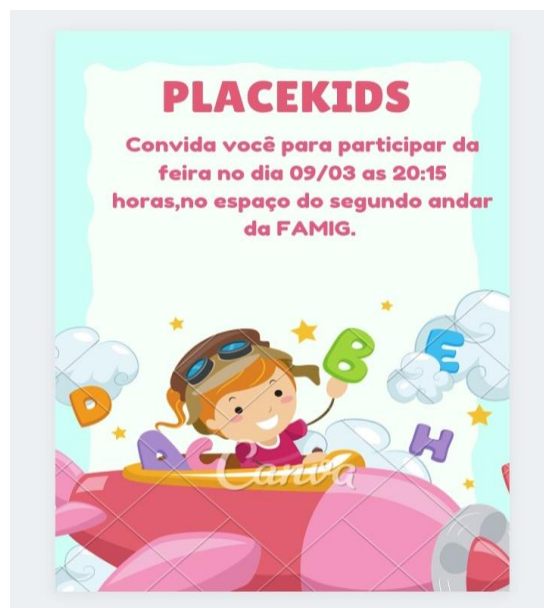 PLACEKIDS
Convida você para participar da
feira no dia 09/03 as 20:15
horas,no espaço do segundo andar
da FAMIG.
B
E
D
A
C
H
Canva